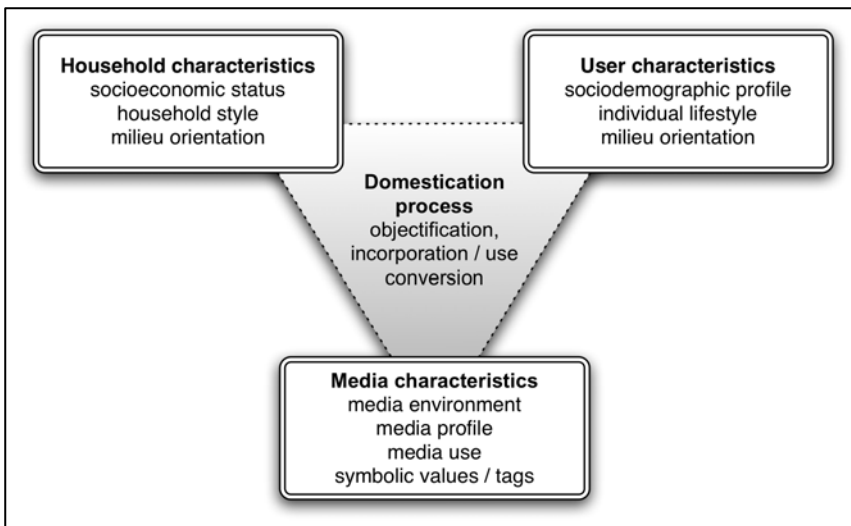 Household characteristics
socioeconomic status
household style
milieu orientation
User characteristics
sociodemographic profile
individual lifestyle
milieu orientation
Domestication
process
objectification,
incorporation / use
conversion
Media characteristics
media environment
media profile
media use
symbolic values / tags